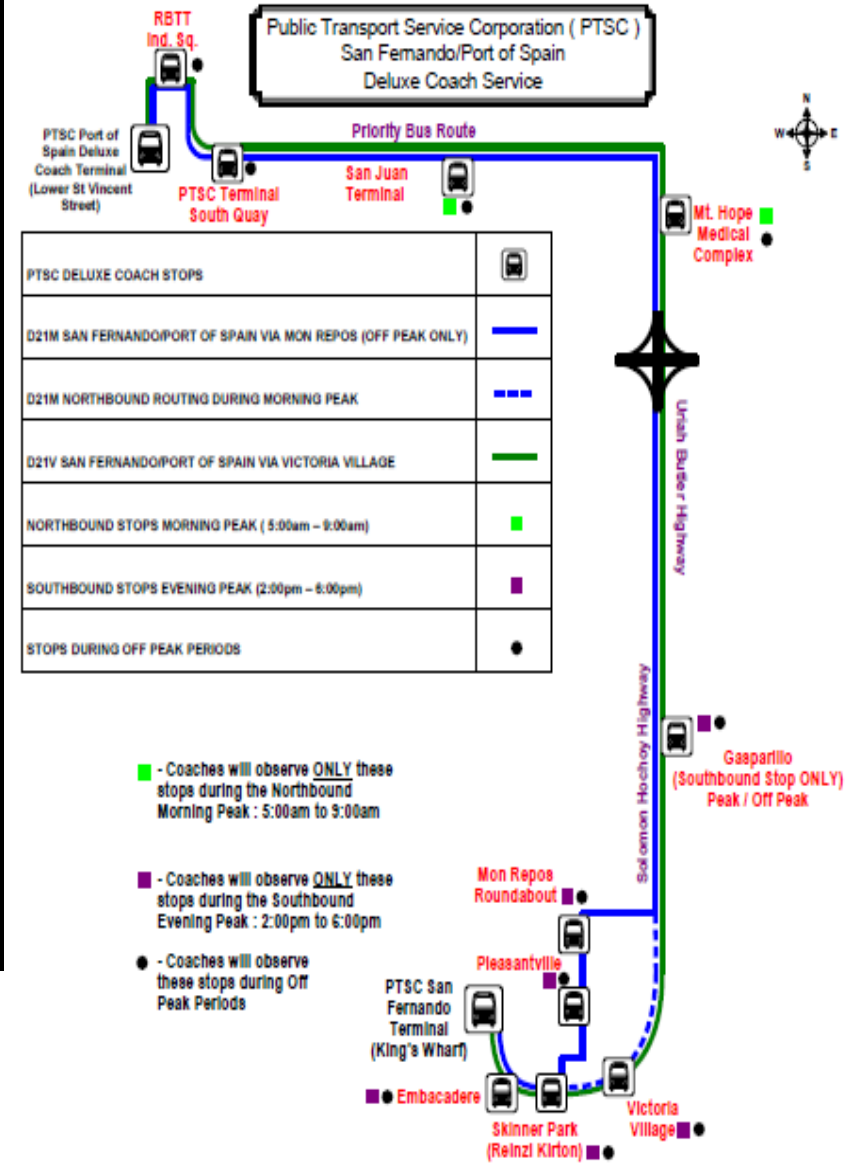 Public Transport Service Corporation ( PTSC )
San Fernando/Port of Spain
Deluxe Coach Service
RBTT
Ind. Sq.
N
W
E
S
PTSC Port of
Spain Deluxe
Coach Terminal
(Lower St Vincent
Street)
Priority Bus Route
PTSC Terminal
South Quay
San Juan
Terminal
Mt. Hope
Medical
Complex
PTSC DELUXE COACH STOPS
D21M SAN FERNANDO/PORT OF SPAIN VIA MON REPOS (OFF PEAK ONLY)
D21M NORTHBOUND ROUTING DURING MORNING PEAK
D21V SAN FERNANDO/PORT OF SPAIN VIA VICTORIA VILLAGE
NORTHBOUND STOPS MORNING PEAK ( 5:00am – 9:00am)
SOUTHBOUND STOPS EVENING PEAK (2:00pm – 6:00pm)
STOPS DURING OFF PEAK PERIODS
Uriah Butler Highway
Solomon Hochoy Highway
Gasparillo
(Southbound Stop ONLY)
Peak / Off Peak
- Coaches will observe ONLY these
stops during the Northbound
Morning Peak : 5:00am to 9:00am
- Coaches will observe ONLY these
stops during the Southbound
Evening Peak : 2:00pm to 6:00pm
- Coaches will observe
these stops during Off
Peak Periods
Mon Repos
Roundabout
Pleasantville
PTSC San
Fernando
Terminal
(King's Wharf)
Embacadere
Skinner Park
(Reinzi Kirton)
Victoria
Village